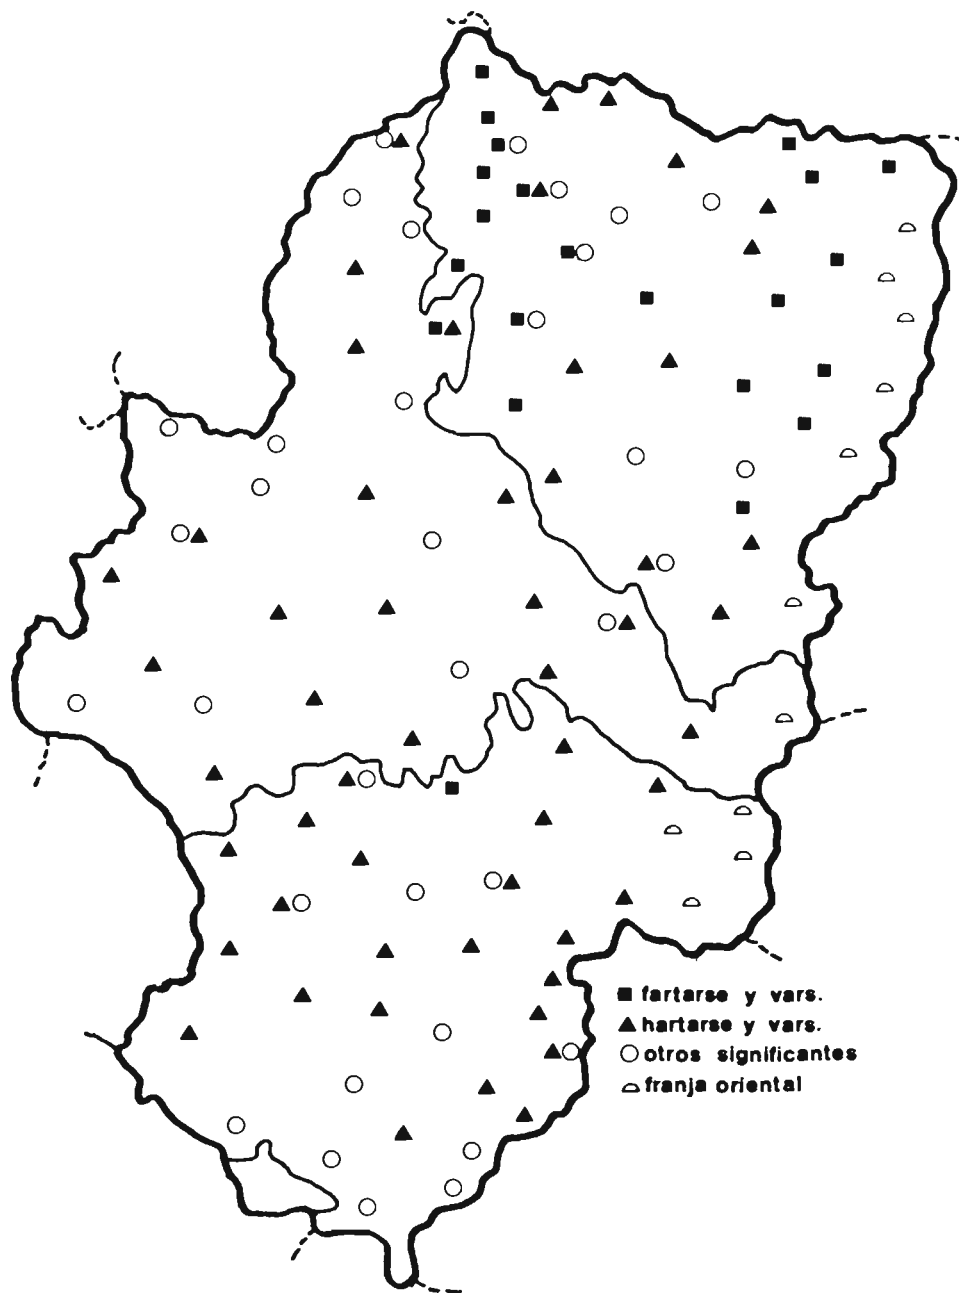 fartarse y vars.
hartarse y vars.
otros significantes
franja oriental